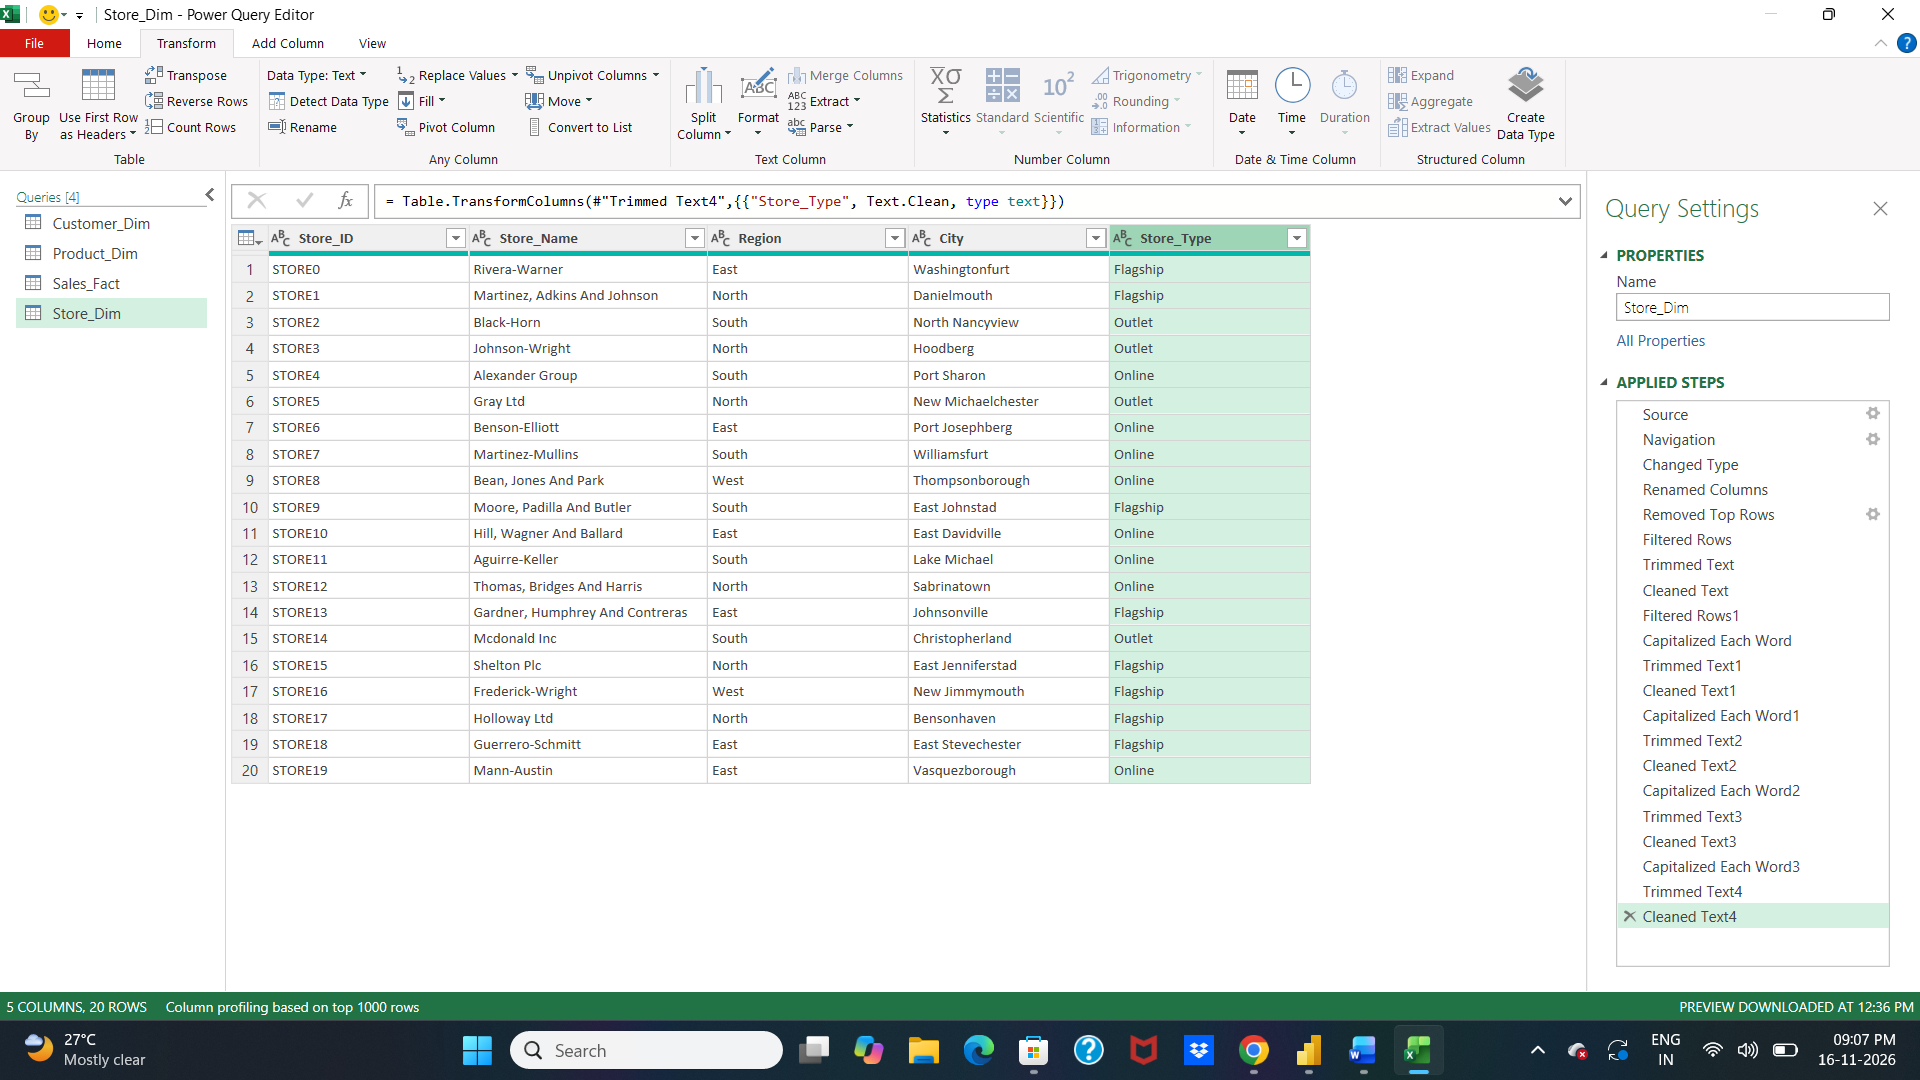 Store_Dim - Power Query Editor
File Home Transform Add Column View
Group By
Use First Row as Headers
Transpose
Reverse Rows
Count Rows
Table
Data Type: Text
Detect Data Type
Rename
Replace Values
Fill
Pivot Column
Unpivot Columns
Move
Convert to List
Any Column
Split Column
Format
Merge Columns
Extract
Parse
Text Column
Statistics
Standard
Scientific
Trigonometry
Rounding
Information
Number Column
Date
Time
Duration
Date & Time Column
Expand
Aggregate
Extract Values
Create Data Type
Structured Column
Queries [4]
Customer_Dim
Product_Dim
Sales_Fact
Store_Dim
fx = Table.TransformColumns(#"Trimmed Text4",{{"Store_Type", Text.Clean, type text}})
Store_ID Store_Name Region City Store_Type
1 STORE0 Rivera-Warner East Washingtonfurt Flagship
2 STORE1 Martinez, Adkins And Johnson North Danielmouth Flagship
3 STORE2 Black-Horn South North Nancyview Outlet
4 STORE3 Johnson-Wright North Hoodberg Outlet
5 STORE4 Alexander Group South Port Sharon Online
6 STORE5 Gray Ltd North New Michaelchester Outlet
7 STORE6 Benson-Elliott East Port Josephberg Online
8 STORE7 Martinez-Mullins South Williamsfurt Online
9 STORE8 Bean, Jones And Park West Thompsonborough Online
10 STORE9 Moore, Padilla And Butler South East Johnstad Flagship
11 STORE10 Hill, Wagner And Ballard East East Davidville Online
12 STORE11 Aguirre-Keller South Lake Michael Online
13 STORE12 Thomas, Bridges And Harris North Sabrinatown Online
14 STORE13 Gardner, Humphrey And Contreras East Johnsonville Flagship
15 STORE14 Mcdonald Inc South Christopherland Outlet
16 STORE15 Shelton Plc North East Jenniferstad Flagship
17 STORE16 Frederick-Wright West New Jimmymouth Flagship
18 STORE17 Holloway Ltd North Bensonhaven Flagship
19 STORE18 Guerrero-Schmitt East East Stevechester Flagship
20 STORE19 Mann-Austin East Vasquezborough Online
Query Settings
PROPERTIES
Name
Store_Dim
All Properties
APPLIED STEPS
Source
Navigation
Changed Type
Renamed Columns
Removed Top Rows
Filtered Rows
Trimmed Text
Cleaned Text
Filtered Rows1
Capitalized Each Word
Trimmed Text1
Cleaned Text1
Capitalized Each Word1
Trimmed Text2
Cleaned Text2
Capitalized Each Word2
Trimmed Text3
Cleaned Text3
Capitalized Each Word3
Trimmed Text4
Cleaned Text4
5 COLUMNS, 20 ROWS Column profiling based on top 1000 rows PREVIEW DOWNLOADED AT 12:36 PM
27°C
Mostly clear
Search
ENG
IN
09:07 PM
16-11-2026